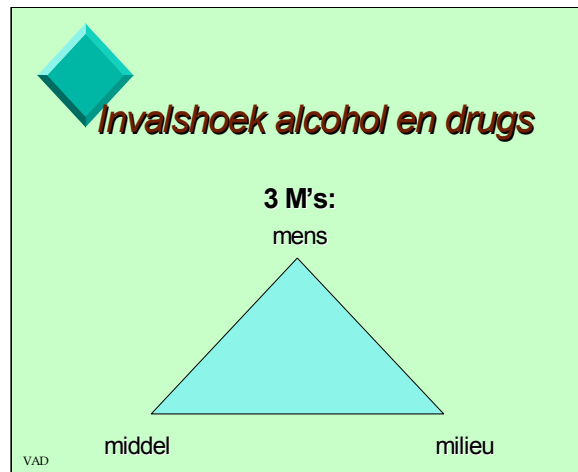 Invalshoek alcohol en drugs
3 M's:
mens
middel
milieu
VAD